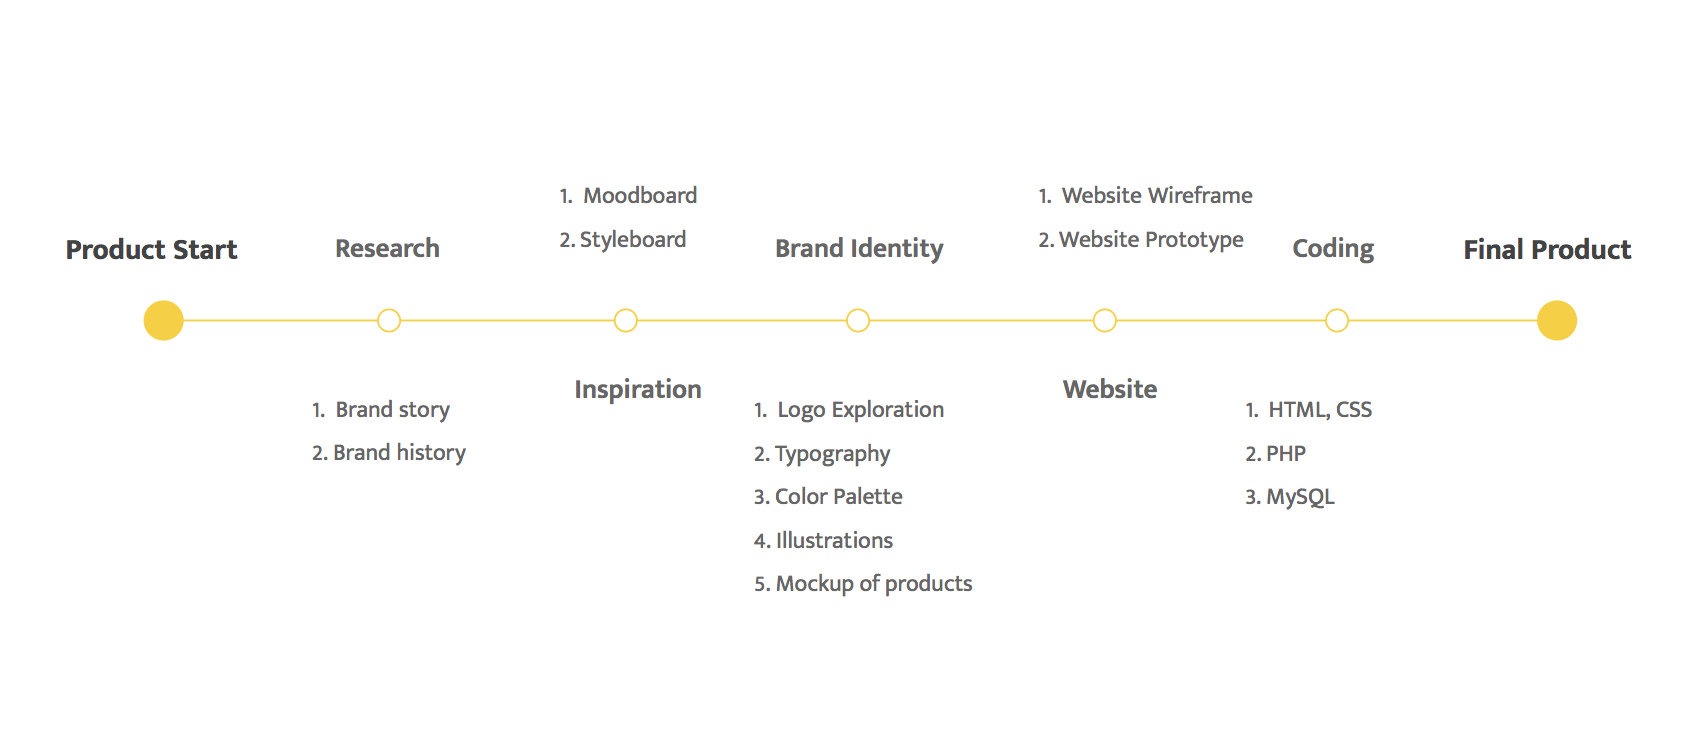 Product Start
Research
1. Brand story
2. Brand history
1. Moodboard
2. Styleboard
Inspiration
Brand Identity
1. Logo Exploration
2. Typography
3. Color Palette
4. Illustrations
5. Mockup of products
1. Website Wireframe
2. Website Prototype
Website
Coding
1. HTML, CSS
2. PHP
3. MySQL
Final Product